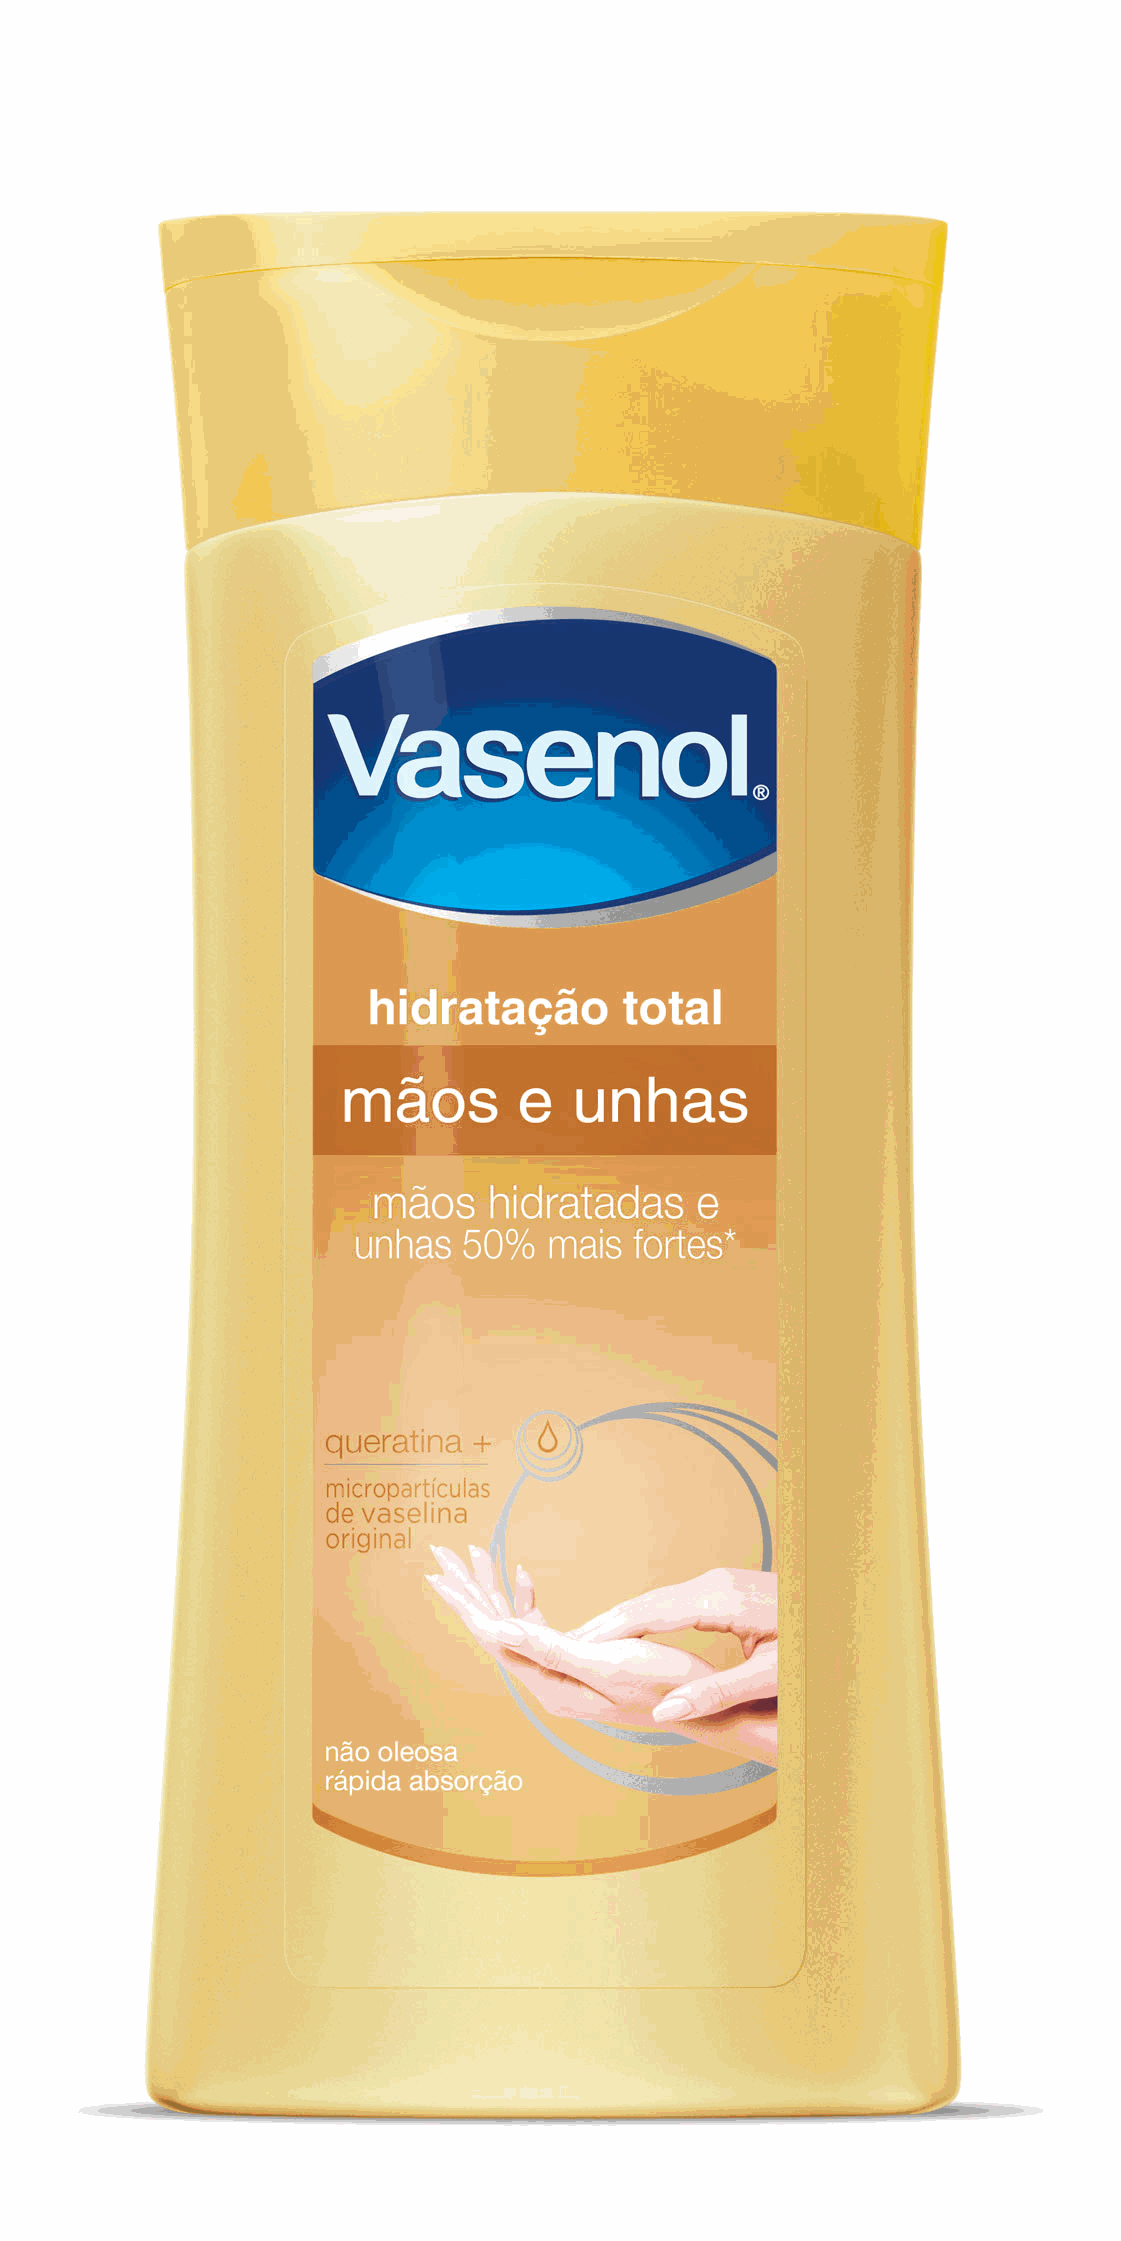 Vasenol®
hidratação total
mãos e unhas
mãos hidratadas e
unhas 50% mais fortes*
queratina +
micropartículas
de vaselina
original
não oleosa
rápida absorção